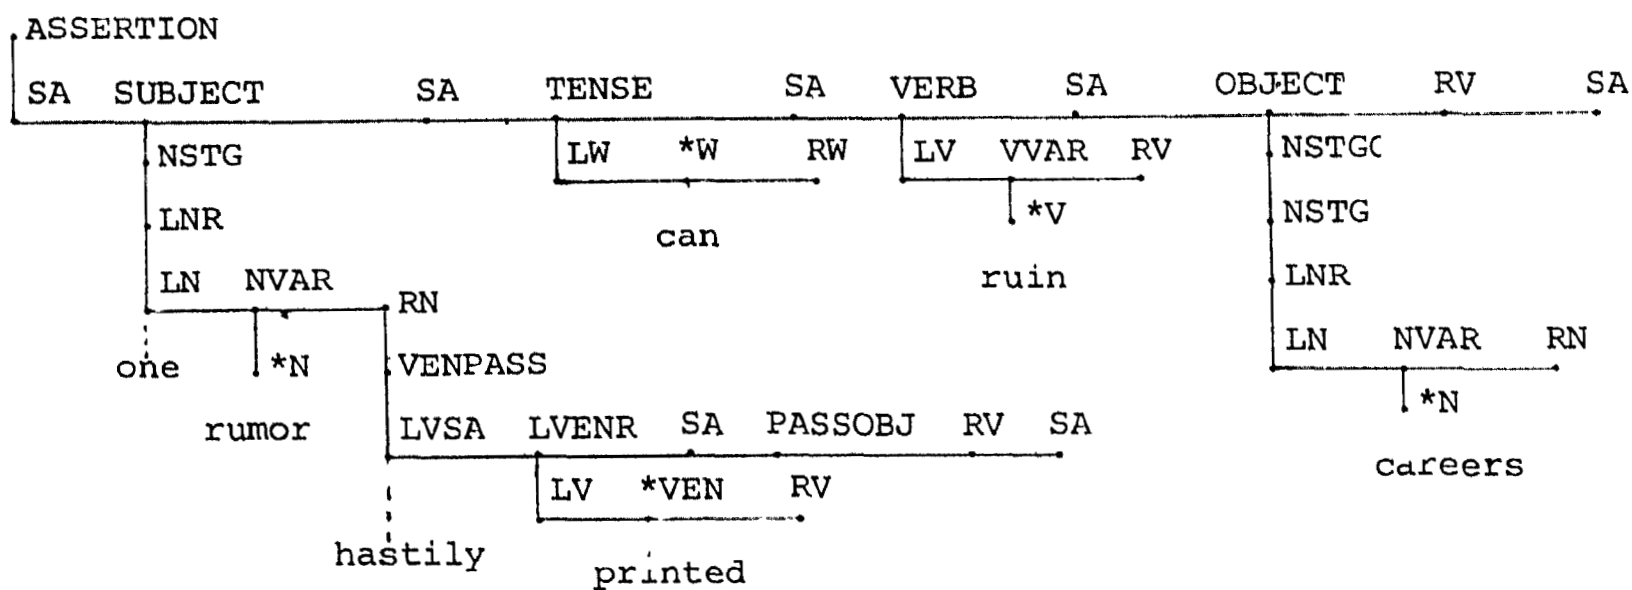 ASSERTION
SA SUBJECT SA TENSE SA VERB SA OBJECT RV SA
NSTG LW *W RW LV VVAR RV NSTGO
LNR can *V NSTG
LN NVAR RN ruin LNR
one *N VENPASS LN NVAR RN
rumor LVSA LVENR SA PASSOBJ RV SA *N
LV *VEN RV careers
hastily printed